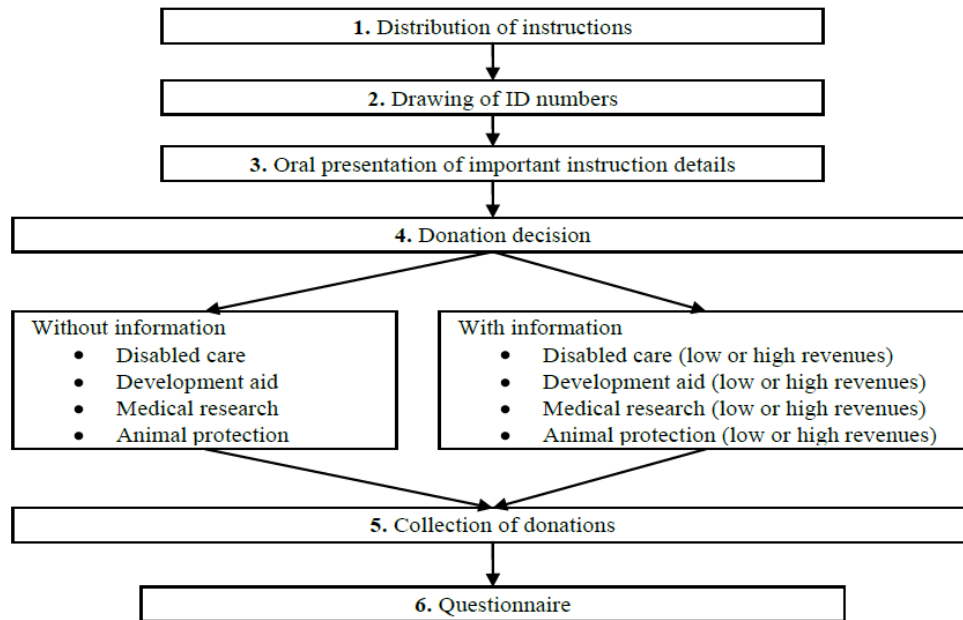 1. Distribution of instructions
2. Drawing of ID numbers
3. Oral presentation of important instruction details
4. Donation decision
Without information
• Disabled care
• Development aid
• Medical research
• Animal protection
With information
• Disabled care (low or high revenues)
• Development aid (low or high revenues)
• Medical research (low or high revenues)
• Animal protection (low or high revenues)
5. Collection of donations
6. Questionnaire